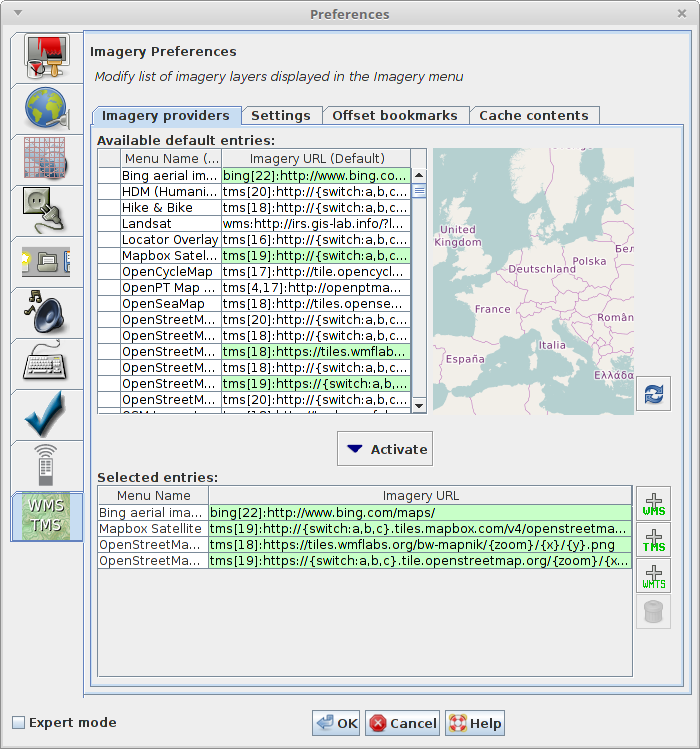 Preferences
Imagery Preferences
Modify list of imagery layers displayed in the Imagery menu
Imagery providers Settings Offset bookmarks Cache contents
Available default entries:
Menu Name (... Imagery URL (Default)
Bing aerial im... bing[22]:http://www.bing.co...
HDM (Humani... tms[20]:http://{switch:a,b,c...
Hike & Bike tms[18]:http://{switch:a,b,c...
Landsat wms:http://irs.gis-lab.info/?l...
Locator Overlay tms[16]:http://{switch:a,b,c...
Mapbox Satel... tms[19]:http://{switch:a,b,c...
OpenCycleMap tms[17]:http://tile.opencycl...
OpenPT Map ... tms[4,17]:http://openptma...
OpenSeaMap tms[18]:http://tiles.opense...
OpenStreetM... tms[20]:http://{switch:a,b,c...
OpenStreetM... tms[18]:http://{switch:a,b,c...
OpenStreetM... tms[18]:https://tiles.wmflab...
OpenStreetM... tms[18]:http://{switch:a,b,c...
OpenStreetM... tms[19]:https://{switch:a,b,...
OpenStreetM... tms[20]:http://{switch:a,b,c...
United
Kingdom
Бел
Polska
Deutschland
France
Român
Italia
España
Ελλάδα
Activate
Selected entries:
Menu Name Imagery URL
Bing aerial ima... bing[22]:http://www.bing.com/maps/
Mapbox Satellite tms[19]:http://{switch:a,b,c}.tiles.mapbox.com/v4/openstreetma...
OpenStreetMa... tms[18]:https://tiles.wmflabs.org/bw-mapnik/{zoom}/{x}/{y}.png
OpenStreetMa... tms[19]:https://{switch:a,b,c}.tile.openstreetmap.org/{zoom}/{x...
WMS
TMS
WMTS
WMS
TMS
Expert mode
OK Cancel Help